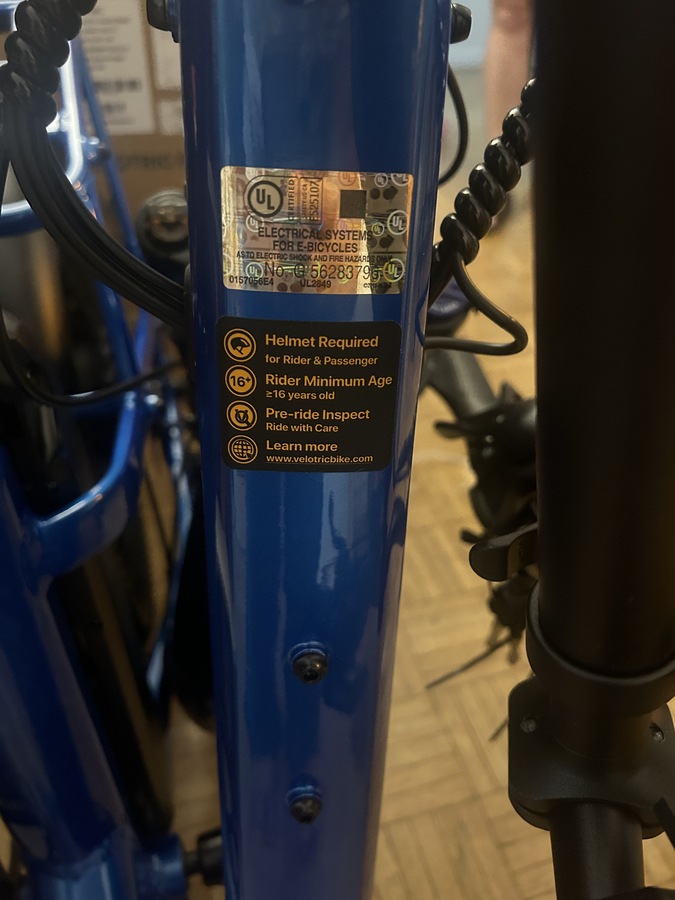 UL
CERTIFIED
ELECTRICAL SYSTEMS
FOR E-BICYCLES
AS TO ELECTRIC SHOCK AND FIRE HAZARDS ONLY
0157056E4
UL2849
Helmet Required
for Rider & Passenger
16+
Rider Minimum Age
≥16 years old
Pre-ride Inspect
Ride with Care
Learn more
www.velotricbike.com